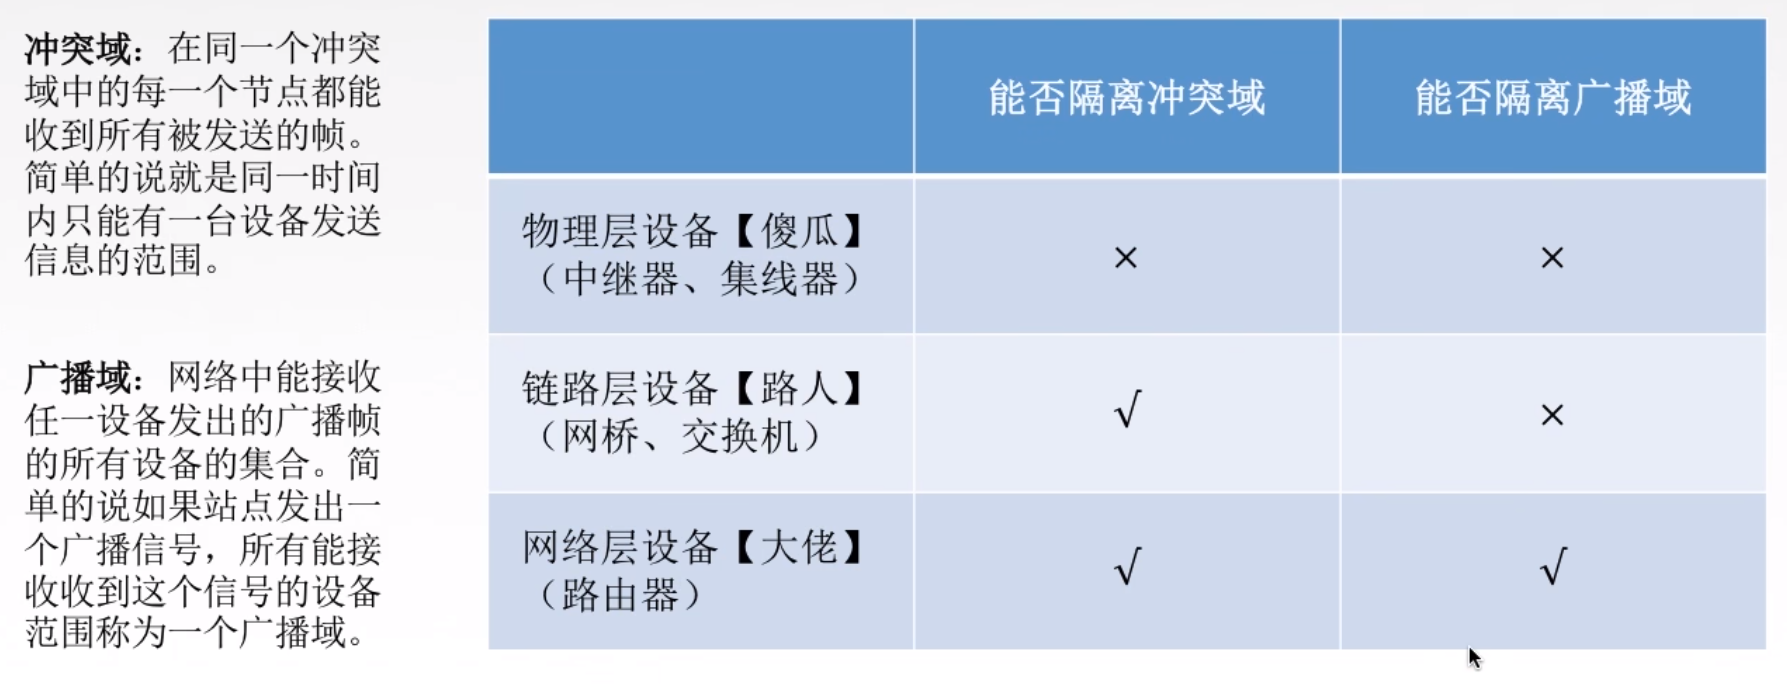 冲突域：在同一个冲突
域中的每一个节点都能
收到所有被发送的帧。
简单的说就是同一时间
内只能有一台设备发送
信息的范围。
广播域：网络中能接收
任一设备发出的广播帧
的所有设备的集合。简
单的说如果站点发出一
个广播信号，所有能接
收收到这个信号的设备
范围称为一个广播域。
能否隔离冲突域
能否隔离广播域
物理层设备【傻瓜】
（中继器、集线器）
×
×
链路层设备【路人】
（网桥、交换机）
√
×
网络层设备【大佬】
（路由器）
√
√